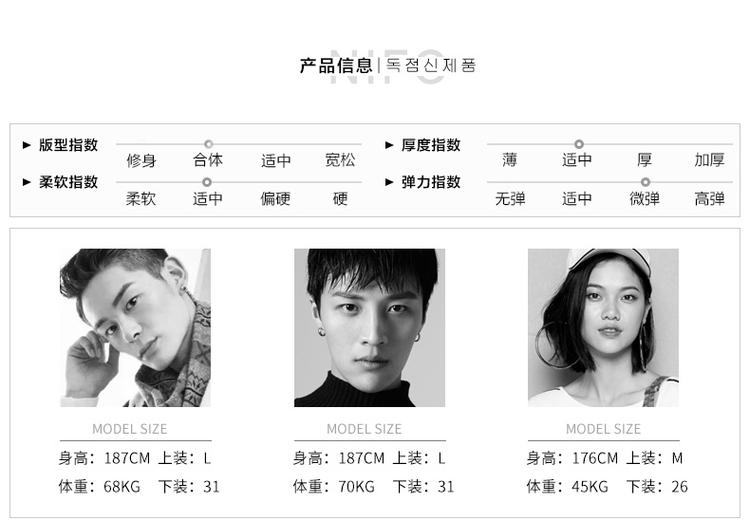 NIFO
产品信息|독점신제품
▶ 版型指数 修身 合体 适中 宽松
▶ 厚度指数 薄 适中 厚 加厚
▶ 柔软指数 柔软 适中 偏硬 硬
▶ 弹力指数 无弹 适中 微弹 高弹
MODEL SIZE
身高：187CM 上装：L
体重：68KG 下装：31
MODEL SIZE
身高：187CM 上装：L
体重：70KG 下装：31
MODEL SIZE
身高：176CM 上装：M
体重：45KG 下装：26